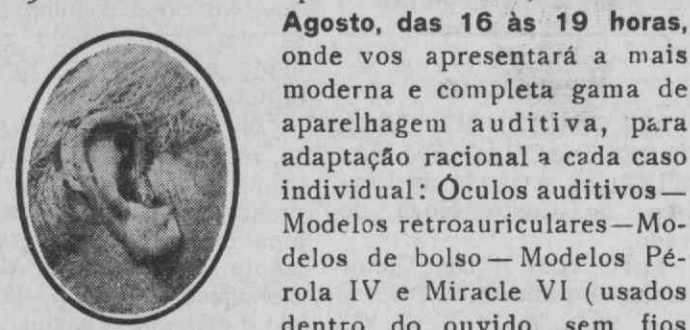 Agosto, das 16 às 19 horas,
onde vos apresentará a mais
moderna e completa gama de
aparelhagem auditiva, para
adaptação racional a cada caso
individual: Óculos auditivos—
Modelos retroauriculares—Mo-
delos de bolso—Modelos Pé-
rola IV e Miracle VI (usados
dentro do ouvido, sem fios